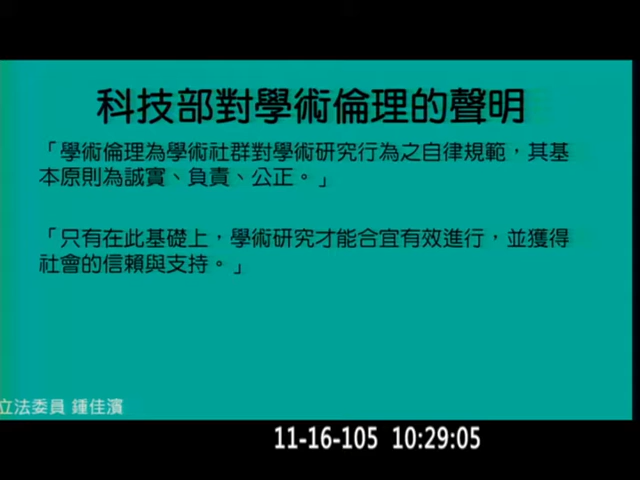 科技部對學術倫理的聲明
「學術倫理為學術社群對學術研究行為之自律規範，其基
本原則為誠實、負責、公正。」
「只有在此基礎上，學術研究才能合宜有效進行，並獲得
社會的信賴與支持。」
立法委員 鍾佳濱
11-16-105 10:29:05